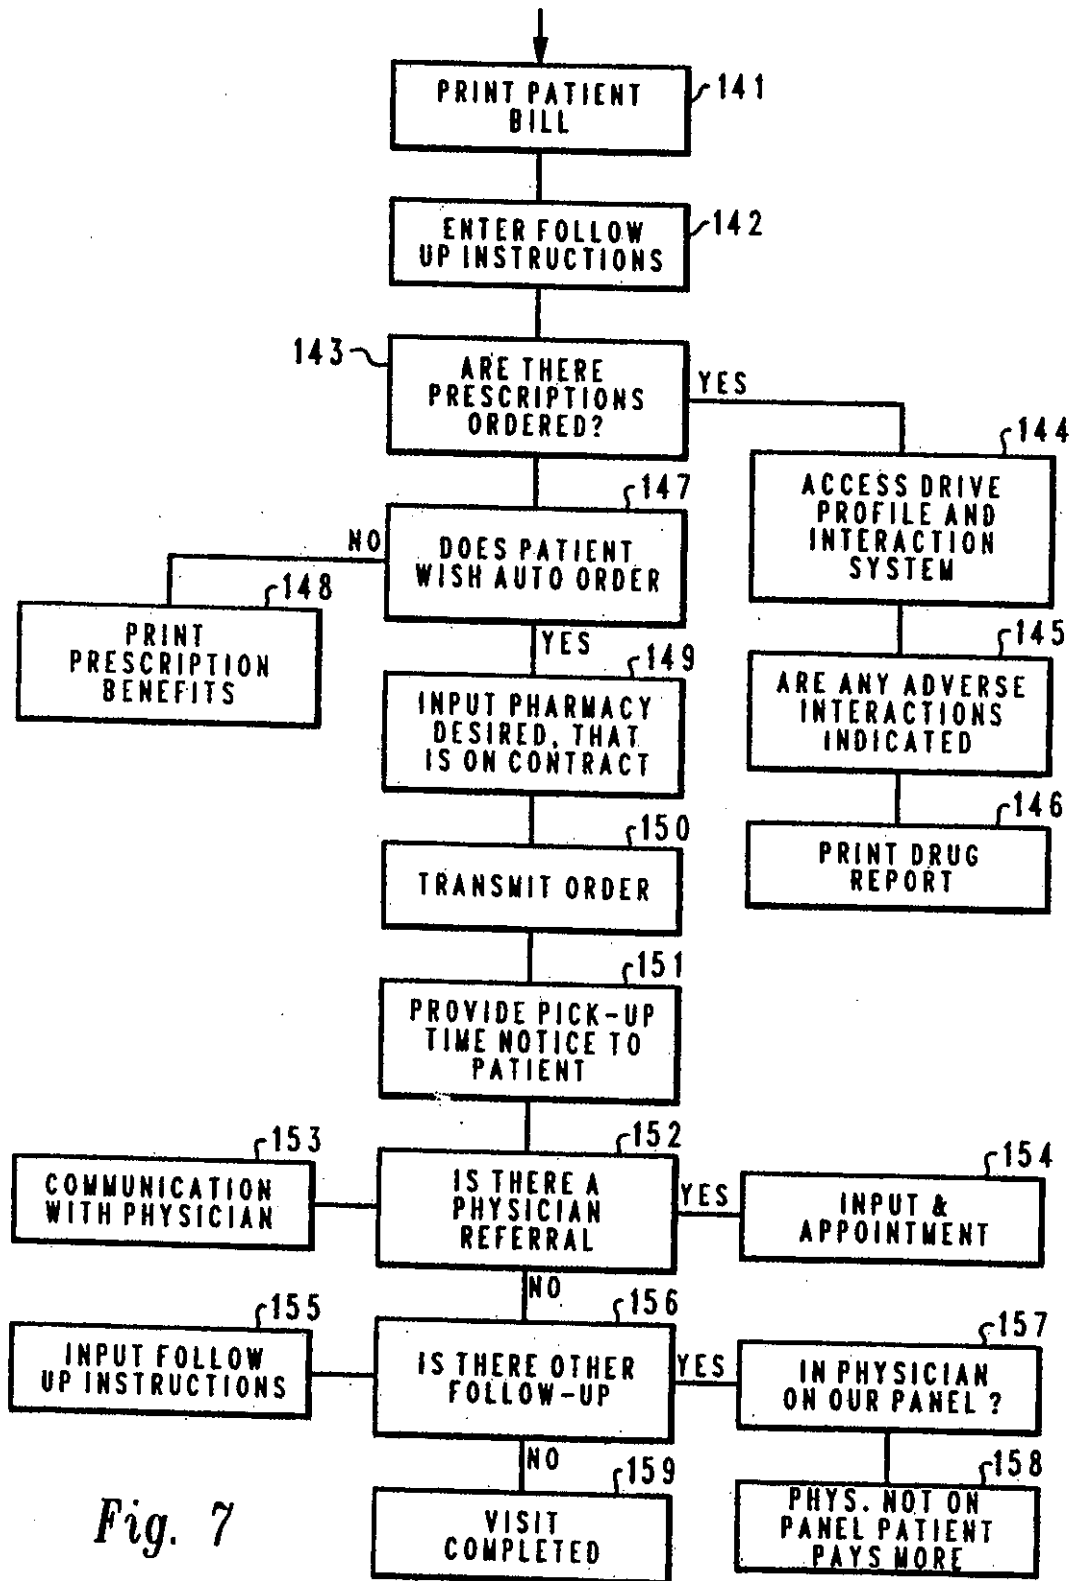 141
PRINT PATIENT
BILL
142
ENTER FOLLOW
UP INSTRUCTIONS
143
ARE THERE
PRESCRIPTIONS
ORDERED?
YES
144
ACCESS DRIVE
PROFILE AND
INTERACTION
SYSTEM
147
DOES PATIENT
WISH AUTO ORDER
NO
148
PRINT
PRESCRIPTION
BENEFITS
YES
145
ARE ANY ADVERSE
INTERACTIONS
INDICATED
149
INPUT PHARMACY
DESIRED, THAT
IS ON CONTRACT
146
PRINT DRUG
REPORT
150
TRANSMIT ORDER
151
PROVIDE PICK-UP
TIME NOTICE TO
PATIENT
153
COMMUNICATION
WITH PHYSICIAN
152
IS THERE A
PHYSICIAN
REFERRAL
YES
154
INPUT &
APPOINTMENT
NO
155
INPUT FOLLOW
UP INSTRUCTIONS
156
IS THERE OTHER
FOLLOW-UP
YES
157
IN PHYSICIAN
ON OUR PANEL ?
NO
159
VISIT
COMPLETED
158
PHYS. NOT ON
PANEL PATIENT
PAYS MORE
Fig. 7